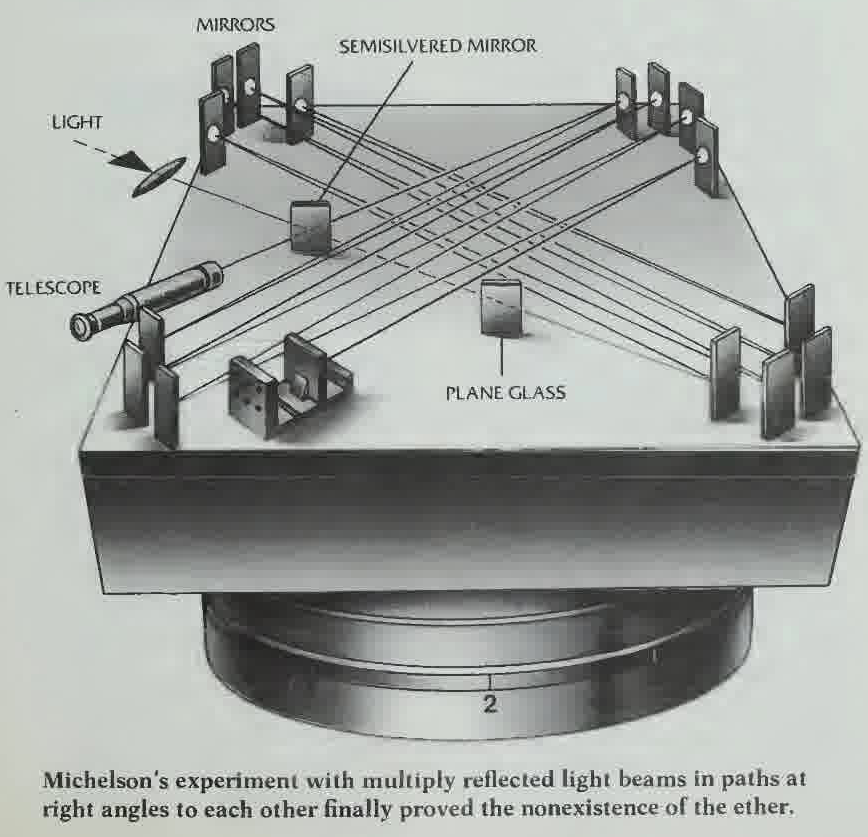 MIRRORS
SEMISILVERED MIRROR
LIGHT
TELESCOPE
PLANE GLASS
2
Michelson's experiment with multiply reflected light beams in paths at
right angles to each other finally proved the nonexistence of the ether.